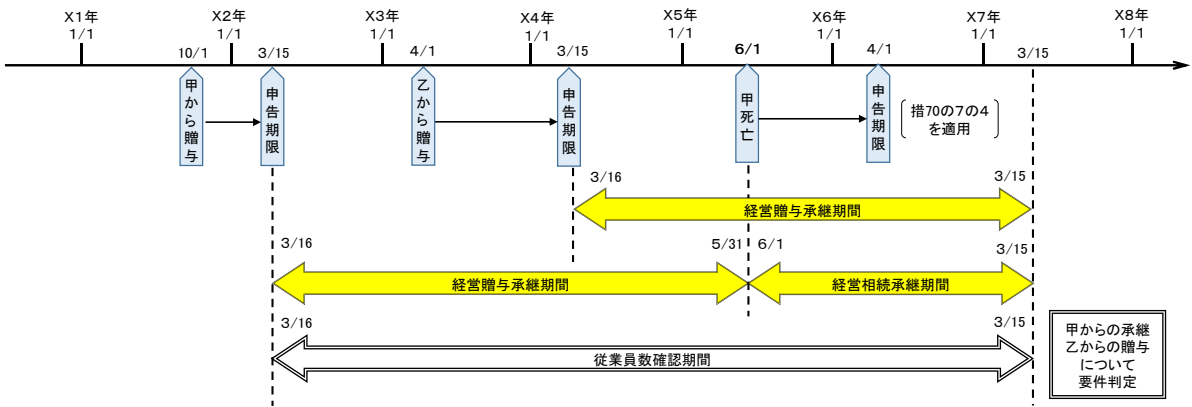 X1年
1/1
X2年
1/1
X3年
1/1
X4年
1/1
X5年
1/1
X6年
1/1
X7年
1/1
X8年
1/1
10/1
3/15
4/1
3/15
6/1
4/1
3/15
甲から贈与
申告期限
乙から贈与
申告期限
甲死亡
申告期限
措70の7の4
を適用
3/16
3/15
経営贈与承継期間
3/16
5/31
6/1
3/15
経営贈与承継期間
経営相続承継期間
3/16
3/15
従業員数確認期間
甲からの承継
乙からの贈与
について
要件判定